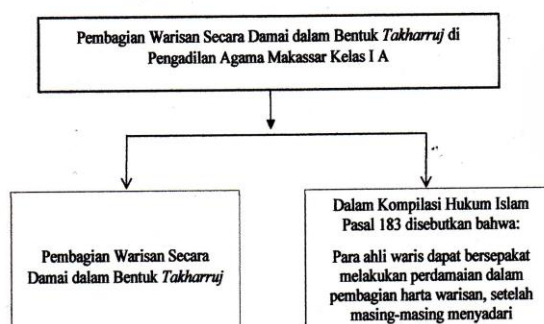 Pembagian Warisan Secara Damai dalam Bentuk Takharruj di
Pengadilan Agama Makassar Kelas I A
Pembagian Warisan Secara
Damai dalam Bentuk Takharruj
Dalam Kompilasi Hukum Islam
Pasal 183 disebutkan bahwa:
Para ahli waris dapat bersepakat
melakukan perdamaian dalam
pembagian harta warisan, setelah
masing-masing menyadari